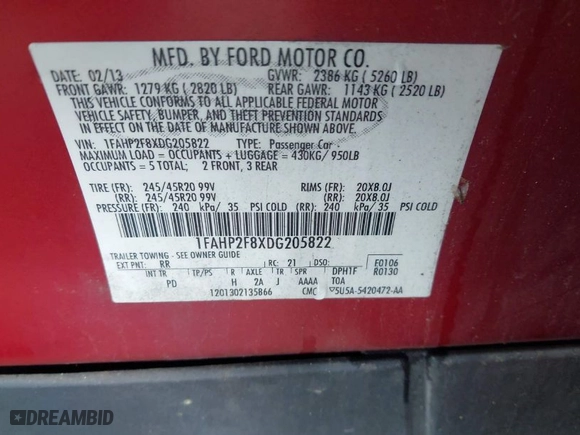 MFD. BY FORD MOTOR CO.
DATE: 02/13 GVWR: 2386 KG ( 5260 LB)
FRONT GAWR: 1279 KG ( 2820 LB) REAR GAWR: 1143 KG ( 2520 LB)
THIS VEHICLE CONFORMS TO ALL APPLICABLE FEDERAL MOTOR
VEHICLE SAFETY, BUMPER, AND THEFT PREVENTION STANDARDS
IN EFFECT ON THE DATE OF MANUFACTURE SHOWN ABOVE.
VIN: 1FAHP2F8XDG205822 TYPE: Passenger Car
MAXIMUM LOAD = OCCUPANTS + LUGGAGE = 430KG/ 950LB
OCCUPANTS = 5 TOTAL; 2 FRONT, 3 REAR
TIRE (FR): 245/45R20 99V RIMS (FR): 20X8.0J
(RR): 245/45R20 99V (RR): 20X8.0J
PRESSURE (FR): 240 kPa/ 35 PSI COLD (RR): 240 kPa/ 35 PSI COLD
1FAHP2F8XDG205822
TRAILER TOWING - SEE OWNER GUIDE
EXT PNT: RR RC: 21 DSO: E0106
INT TR TP/PS R AXLE TR SPR DPHTF R0130
PD H 2A J AAAA TOA
1201302135866 CMC ▽5U5A-5420472-AA
DREAMBID